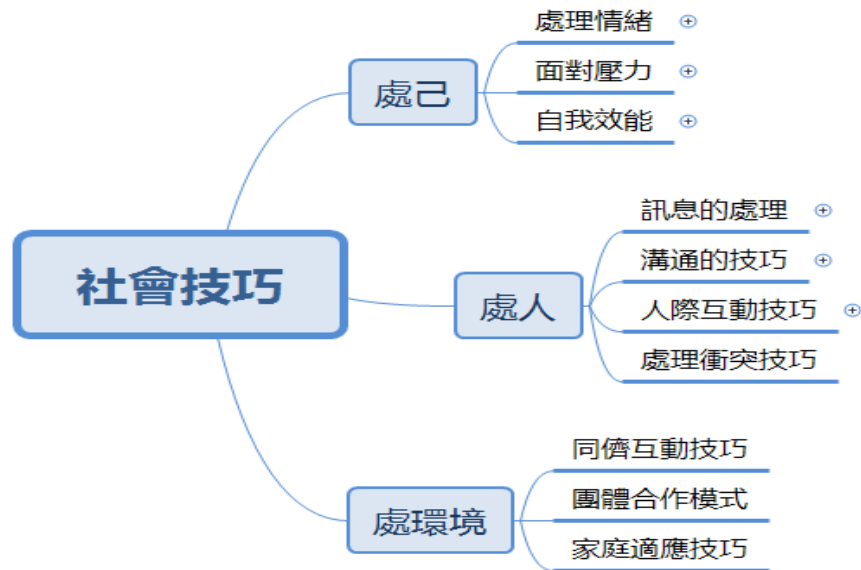 社會技巧
處己
處理情緒
面對壓力
自我效能
處人
訊息的處理
溝通的技巧
人際互動技巧
處理衝突技巧
處環境
同儕互動技巧
團體合作模式
家庭適應技巧